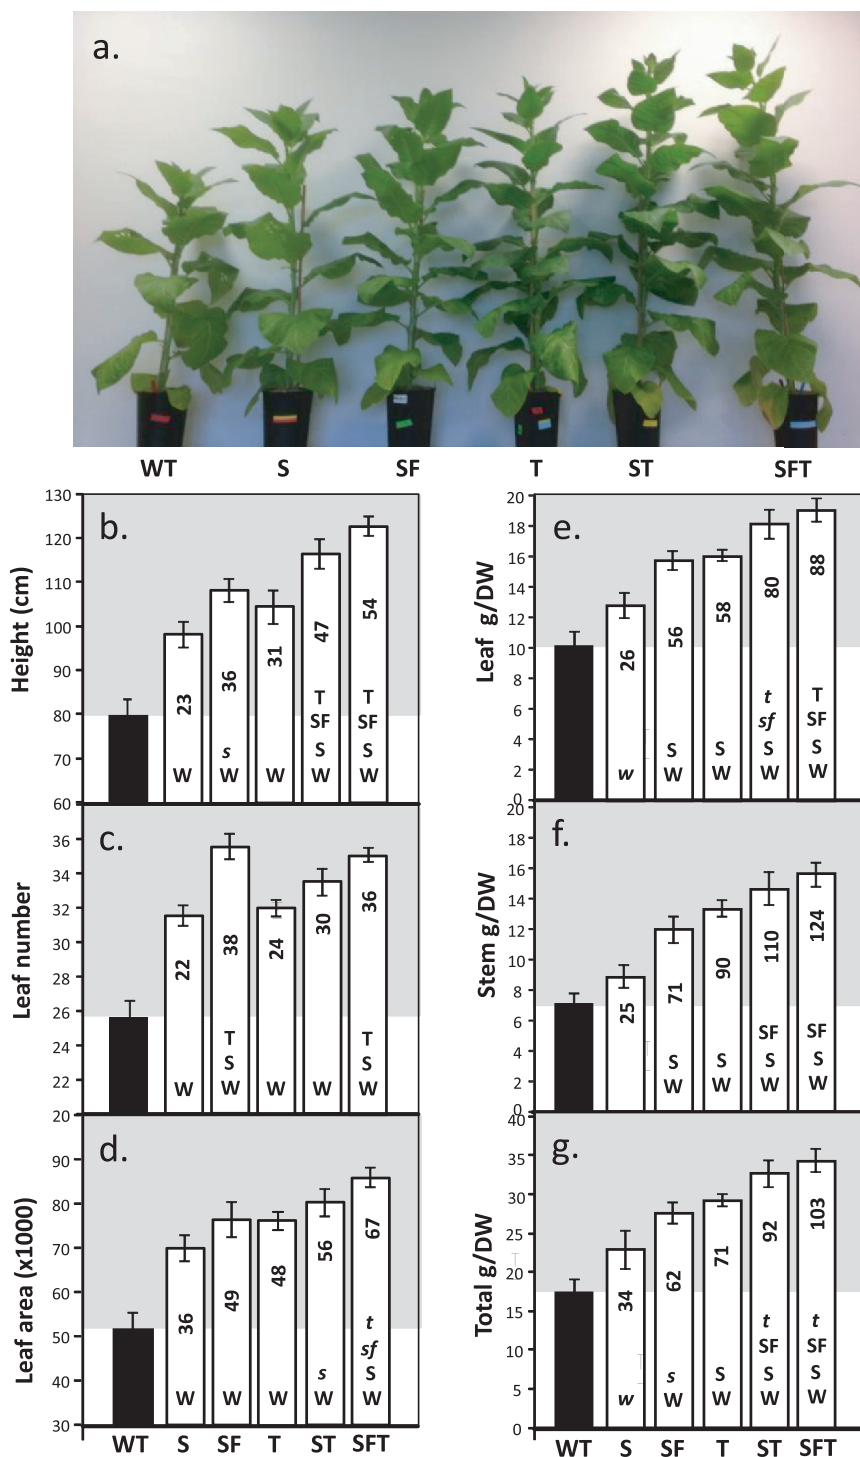 a.
WT S SF T ST SFT
b.
Height (cm)
130
120
110
100
90
80
70
60
23
W
36
s
W
31
W
47
T
SF
S
W
54
T
SF
S
W
c.
Leaf number
36
34
32
30
28
26
24
22
20
22
W
38
T
S
W
24
W
30
W
36
T
S
W
d.
Leaf area (x1000)
90
80
70
60
50
40
30
36
W
49
W
48
W
56
s
W
67
t
sf
S
W
WT S SF T ST SFT
e.
Leaf g/DW
20
18
16
14
12
10
8
6
4
2
0
26
w
56
S
W
58
S
W
80
t
sf
S
W
88
T
SF
S
W
f.
Stem g/DW
20
18
16
14
12
10
8
6
4
2
0
25
71
S
W
90
S
W
110
SF
S
W
124
SF
S
W
g.
Total g/DW
40
35
30
25
20
15
10
5
0
34
w
62
s
W
71
S
W
92
t
SF
S
W
103
t
SF
S
W
WT S SF T ST SFT